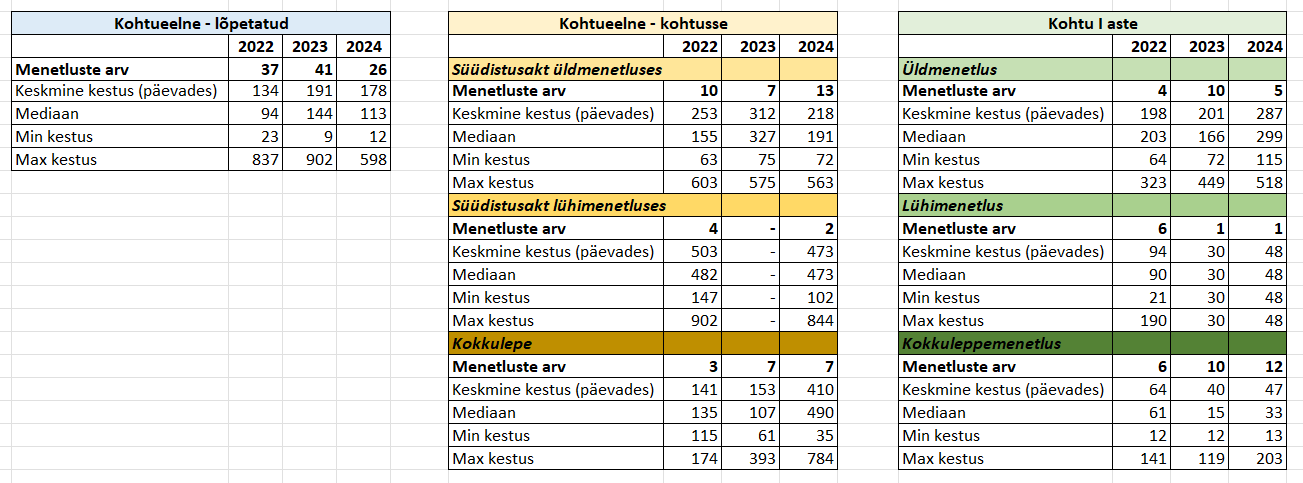 Kohtueelne - lõpetatud
2022 2023 2024
Menetluste arv 37 41 26
Keskmine kestus (päevades) 134 191 178
Mediaan 94 144 113
Min kestus 23 9 12
Max kestus 837 902 598
Kohtueelne - kohtusse
2022 2023 2024
Süüdistusakt üldmenetluses
Menetluste arv 10 7 13
Keskmine kestus (päevades) 253 312 218
Mediaan 155 327 191
Min kestus 63 75 72
Max kestus 603 575 563
Süüdistusakt lühimenetluses
Menetluste arv 4 - 2
Keskmine kestus (päevades) 503 - 473
Mediaan 482 - 473
Min kestus 147 - 102
Max kestus 902 - 844
Kokkulepe
Menetluste arv 3 7 7
Keskmine kestus (päevades) 141 153 410
Mediaan 135 107 490
Min kestus 115 61 35
Max kestus 174 393 784
Kohtu I aste
2022 2023 2024
Üldmenetlus
Menetluste arv 4 10 5
Keskmine kestus (päevades) 198 201 287
Mediaan 203 166 299
Min kestus 64 72 115
Max kestus 323 449 518
Lühimenetlus
Menetluste arv 6 1 1
Keskmine kestus (päevades) 94 30 48
Mediaan 90 30 48
Min kestus 21 30 48
Max kestus 190 30 48
Kokkuleppemenetlus
Menetluste arv 6 10 12
Keskmine kestus (päevades) 64 40 47
Mediaan 61 15 33
Min kestus 12 12 13
Max kestus 141 119 203